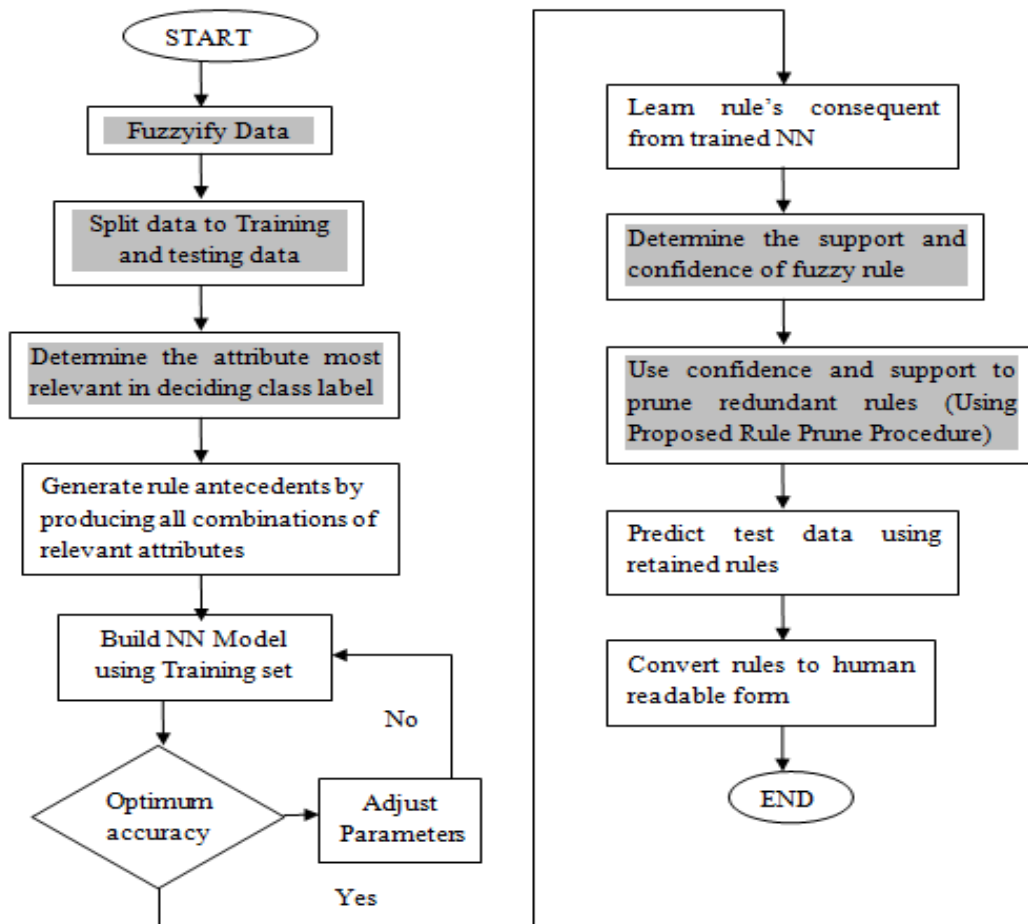 START
Fuzzyify Data
Split data to Training
and testing data
Determine the attribute most
relevant in deciding class label
Generate rule antecedents by
producing all combinations of
relevant attributes
Build NN Model
using Training set
No
Optimum
accuracy
Adjust
Parameters
Yes
Learn rule's consequent
from trained NN
Determine the support and
confidence of fuzzy rule
Use confidence and support to
prune redundant rules (Using
Proposed Rule Prune Procedure)
Predict test data using
retained rules
Convert rules to human
readable form
END